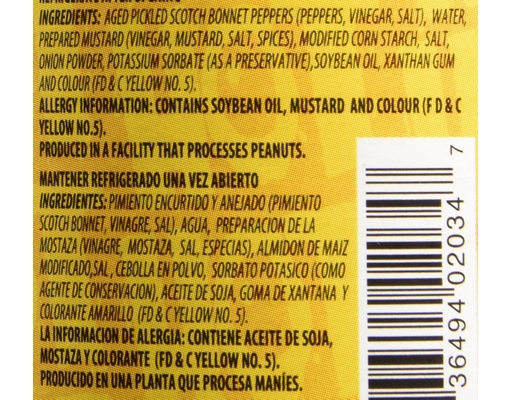 INGREDIENTS: AGED PICKLED SCOTCH BONNET PEPPERS (PEPPERS, VINEGAR, SALT), WATER,
PREPARED MUSTARD (VINEGAR, MUSTARD, SALT, SPICES), MODIFIED CORN STARCH, SALT,
ONION POWDER, POTASSIUM SORBATE (AS A PRESERVATIVE),SOYBEAN OIL, XANTHAN GUM
AND COLOUR (FD & C YELLOW NO. 5).
ALLERGY INFORMATION: CONTAINS SOYBEAN OIL, MUSTARD AND COLOUR (F D & C
YELLOW NO.5).
PRODUCED IN A FACILITY THAT PROCESSES PEANUTS.
MANTENER REFRIGERADO UNA VEZ ABIERTO
INGREDIENTES: PIMIENTO ENCURTIDO Y ANEJADO (PIMIENTO
SCOTCH BONNET, VINAGRE, SAL), AGUA, PREPARACION DE LA
MOSTAZA (VINAGRE, MOSTAZA, SAL, ESPECIAS), ALMIDON DE MAIZ
MODIFICADO,SAL, CEBOLLA EN POLVO, SORBATO POTASICO (COMO
AGENTE DE CONSERVACION), ACEITE DE SOJA, GOMA DE XANTANA Y
COLORANTE AMARILLO (FD & C YELLOW NO. 5).
LA INFORMACION DE ALERGIA: CONTIENE ACEITE DE SOJA,
MOSTAZA Y COLORANTE (FD & C YELLOW NO. 5).
PRODUCIDO EN UNA PLANTA QUE PROCESA MANÍES.
36494 02034 7